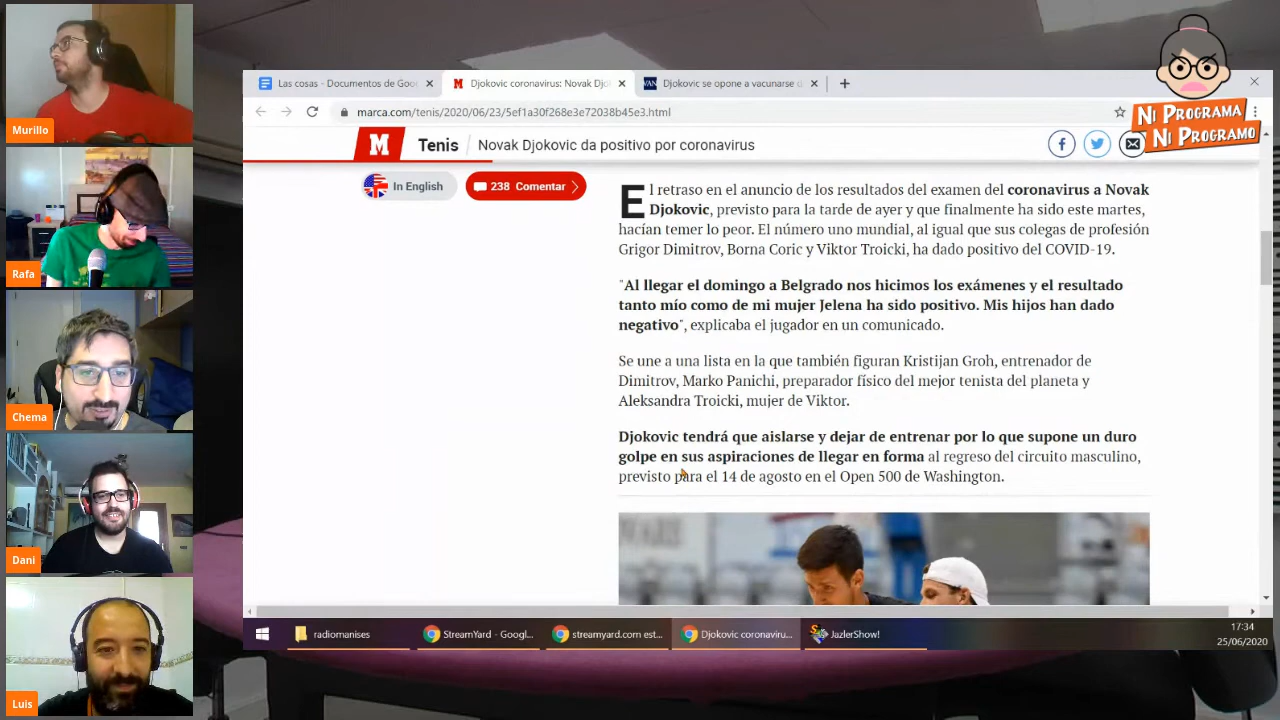 Murillo
Rafa
Chema
Dani
Luis
Las cosas - Documentos de Goo
Djokovic coronavirus: Novak Djo
VAN
Djokovic se opone a vacunarse d
marca.com/tenis/2020/06/23/5ef1a30f268e3e72038b45e3.html
NI PROGRAMA
NI PROGRAMO
M
Tenis
Novak Djokovic da positivo por coronavirus
In English
238 Comentar
El retraso en el anuncio de los resultados del examen del coronavirus a Novak
Djokovic, previsto para la tarde de ayer y que finalmente ha sido este martes,
hacían temer lo peor. El número uno mundial, al igual que sus colegas de profesión
Grigor Dimitrov, Borna Coric y Viktor Troicki, ha dado positivo del COVID-19.
"Al llegar el domingo a Belgrado nos hicimos los exámenes y el resultado
tanto mío como de mi mujer Jelena ha sido positivo. Mis hijos han dado
negativo", explicaba el jugador en un comunicado.
Se une a una lista en la que también figuran Kristijan Groh, entrenador de
Dimitrov, Marko Panichi, preparador físico del mejor tenista del planeta y
Aleksandra Troicki, mujer de Viktor.
Djokovic tendrá que aislarse y dejar de entrenar por lo que supone un duro
golpe en sus aspiraciones de llegar en forma al regreso del circuito masculino,
previsto para el 14 de agosto en el Open 500 de Washington.
radiomanises
StreamYard - Googl...
streamyard.com est...
Djokovic coronaviru...
JazlerShow!
17:34
25/06/2020